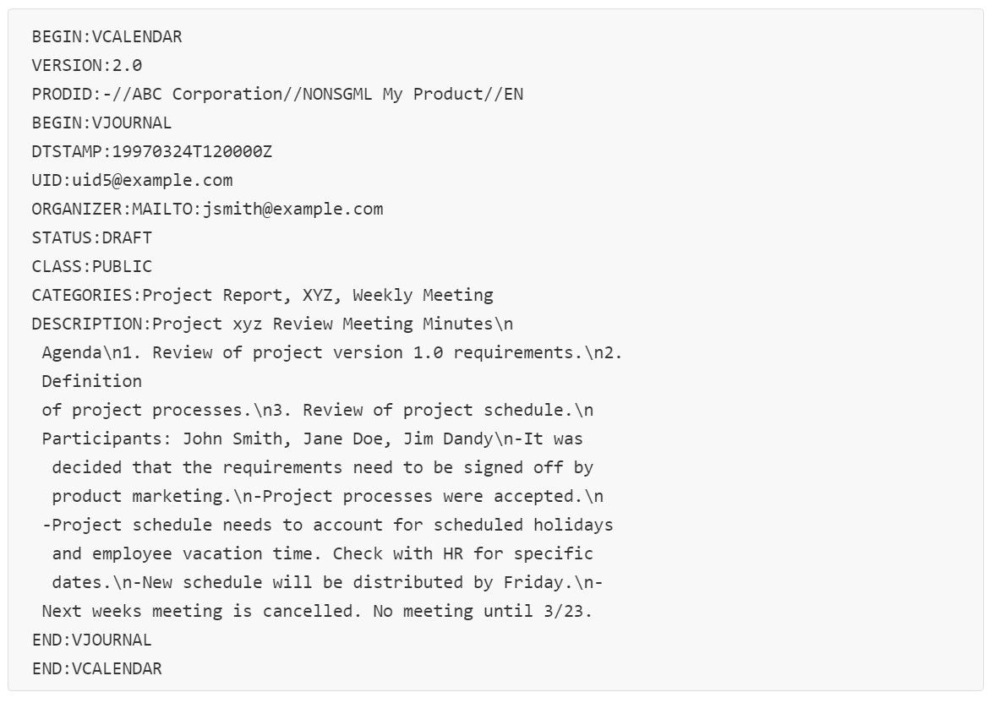 BEGIN:VCALENDAR
VERSION:2.0
PRODID:-//ABC Corporation//NONSGML My Product//EN
BEGIN:VJOURNAL
DTSTAMP:19970324T120000Z
UID:uid5@example.com
ORGANIZER:MAILTO:jsmith@example.com
STATUS:DRAFT
CLASS:PUBLIC
CATEGORIES:Project Report, XYZ, Weekly Meeting
DESCRIPTION:Project xyz Review Meeting Minutes\n
 Agenda\n1. Review of project version 1.0 requirements.\n2.
 Definition
 of project processes.\n3. Review of project schedule.\n
 Participants: John Smith, Jane Doe, Jim Dandy\n-It was
  decided that the requirements need to be signed off by
  product marketing.\n-Project processes were accepted.\n
 -Project schedule needs to account for scheduled holidays
  and employee vacation time. Check with HR for specific
  dates.\n-New schedule will be distributed by Friday.\n-
 Next weeks meeting is cancelled. No meeting until 3/23.
END:VJOURNAL
END:VCALENDAR